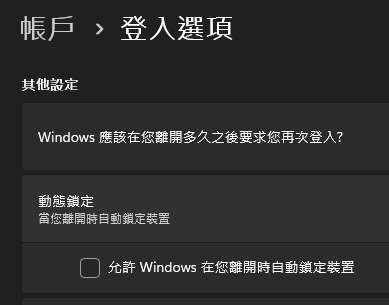 帳戶 > 登入選項
其他設定
Windows 應該在您離開多久之後要求您再次登入?
動態鎖定
當您離開時自動鎖定裝置
允許 Windows 在您離開時自動鎖定裝置